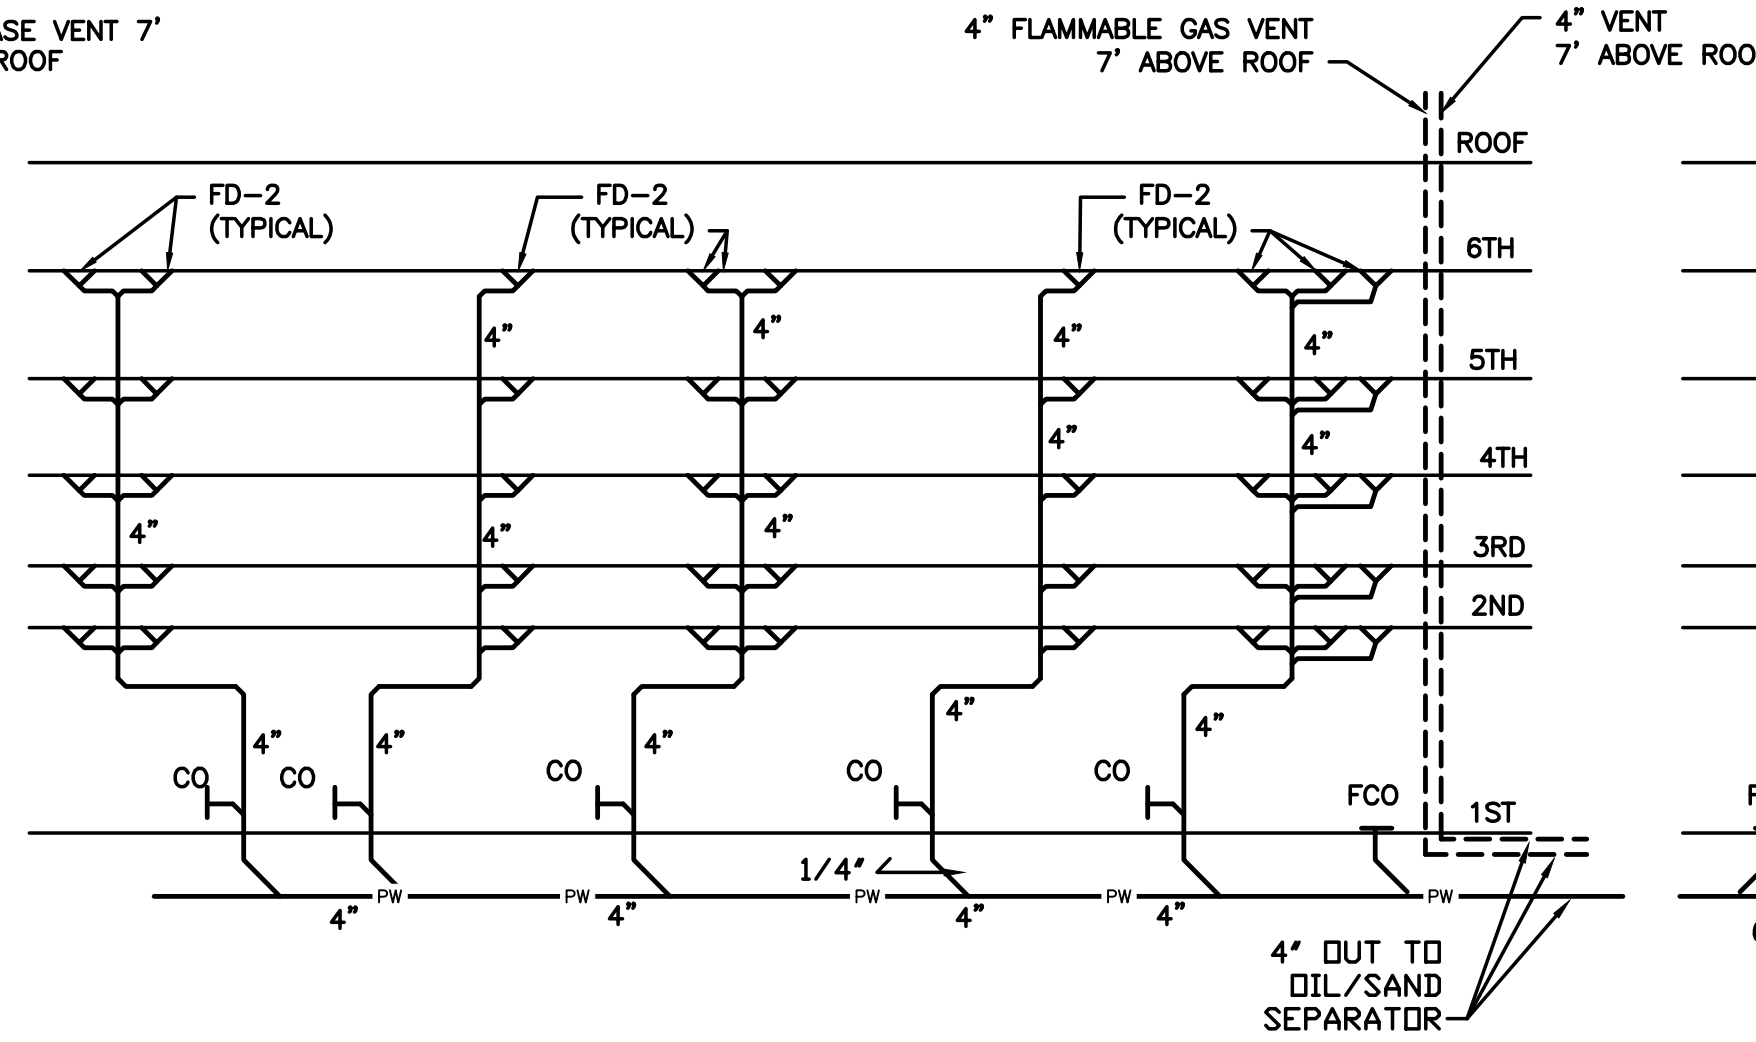 VENT 7’
ROOF
4” FLAMMABLE GAS VENT
7’ ABOVE ROOF
4” VENT
7’ ABOVE
ROOF
FD-2
(TYPICAL)
FD-2
(TYPICAL)
FD-2
(TYPICAL)
6TH
4”
4”
4”
4”
5TH
4”
4”
4TH
4”
4”
4”
3RD
2ND
4”
4”
4”
4”
4”
CO
CO
CO
CO
CO
FCO
1ST
1/4”
PW
PW
PW
PW
PW
4”
4”
4”
4”
4” OUT TO
OIL/SAND
SEPARATOR